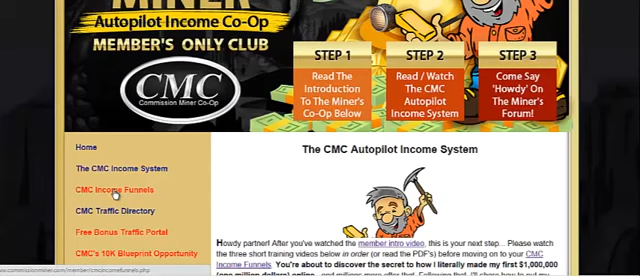 MINER
Autopilot Income Co-Op
MEMBER'S ONLY CLUB
CMC
Commission Miner Co-Op
STEP 1
Read The
Introduction
To The Miner's
Co-Op Below
STEP 2
Read / Watch
The CMC
Autopilot
Income System
STEP 3
Come Say
'Howdy' On
The Miner's
Forum!
Home
The CMC Income System
CMC Income Funnels
CMC Traffic Directory
Free Bonus Traffic Portal
CMC's 10K Blueprint Opportunity
The CMC Autopilot Income System
Howdy partner! After you've watched the member intro video, this is your next step... Please watch
the three short training videos below in order (or read the PDF's) before moving on to your CMC
Income Funnels. You're about to discover the secret to how I literally made my first $1,000,000
www.commissionminer.com/member/cmcincomefunnels.php